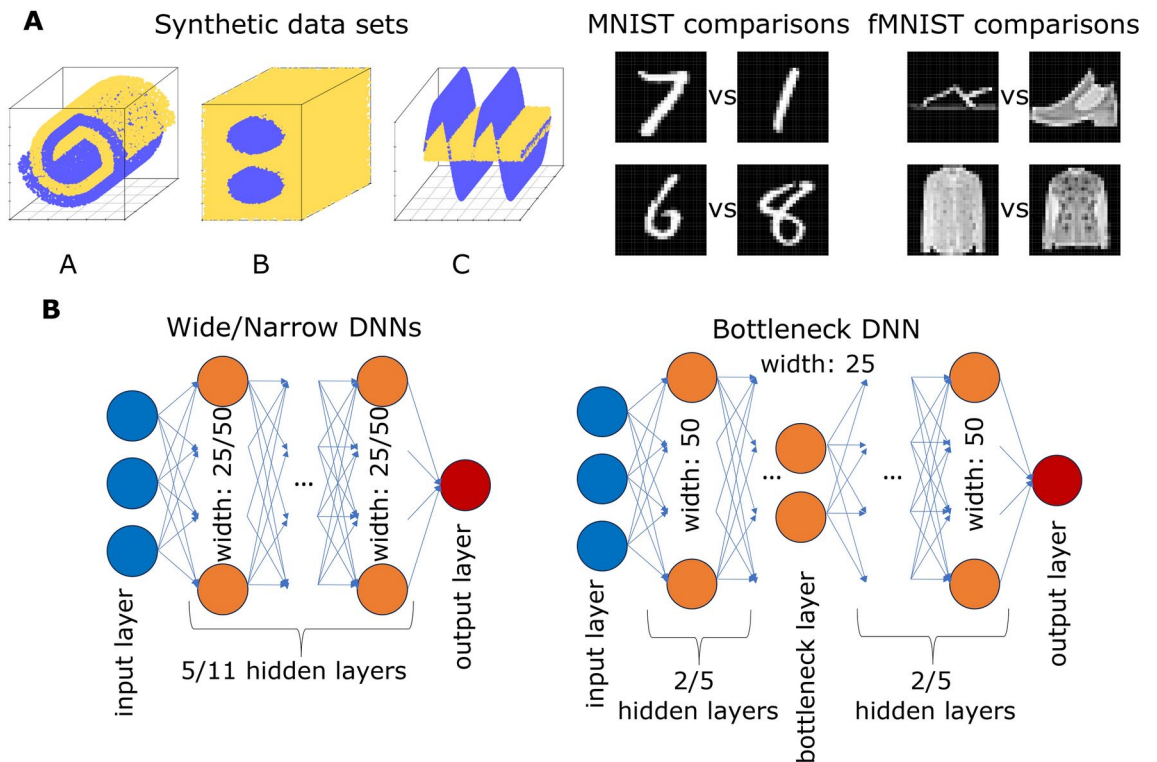 A
Synthetic data sets
MNIST comparisons
fMNIST comparisons
vs
vs
vs
vs
A
B
C
B
Wide/Narrow DNNs
Bottleneck DNN
width: 25
width: 25/50
width: 25/50
...
input layer
output layer
5/11 hidden layers
width: 50
...
...
width: 50
input layer
bottleneck layer
output layer
2/5
hidden layers
2/5
hidden layers